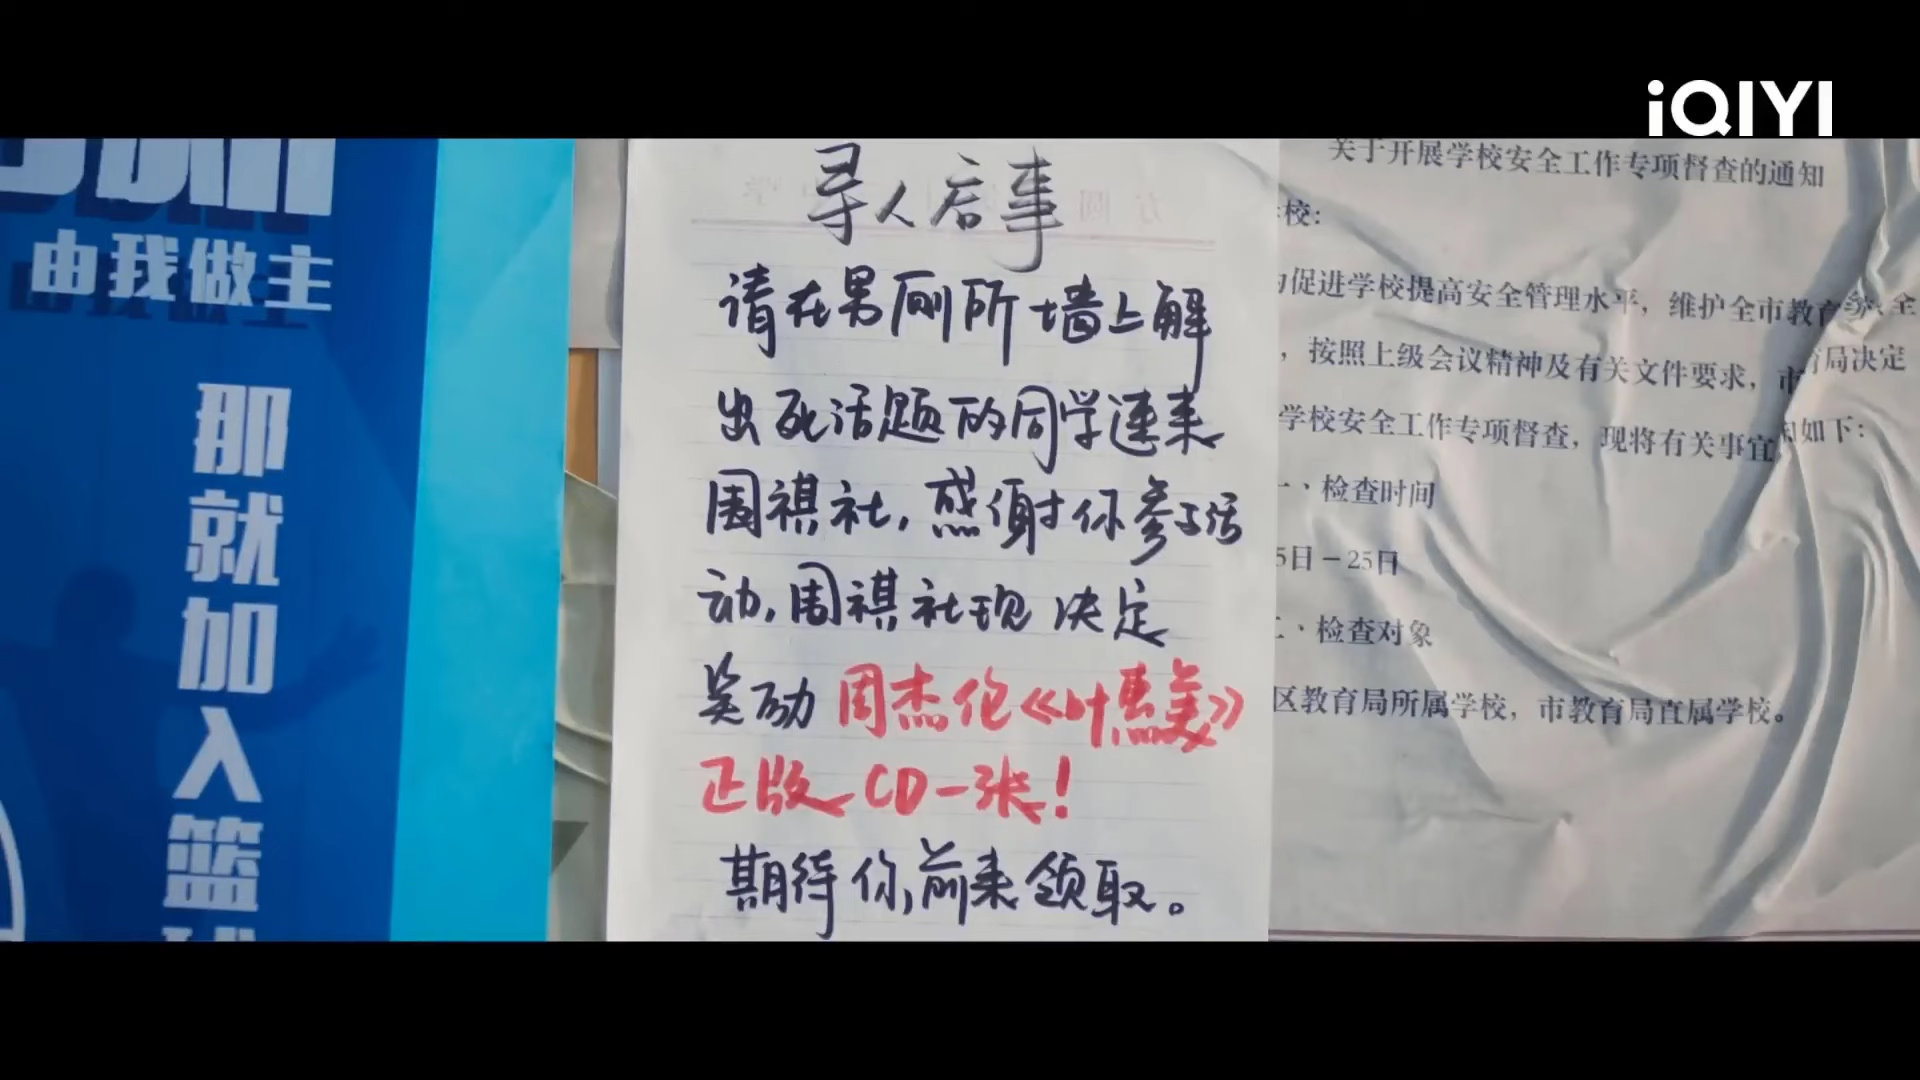 iQIYI
由我做主
那就加入篮
寻人启事
请在男厕所墙上解
出死活题的同学速来
围棋社,感谢你参与活
动,围棋社现决定
奖励周杰伦《叶惠美》
正版CD一张!
期待你,前来领取。
关于开展学校安全工作专项督查的通知
校:
促进学校提高安全管理水平,维护全市教育系全
,按照上级会议精神及有关文件要求,市育局决定
学校安全工作专项督查,现将有关事宜如下:
一、检查时间
5日-25日
二、检查对象
区教育局所属学校,市教育局直属学校。